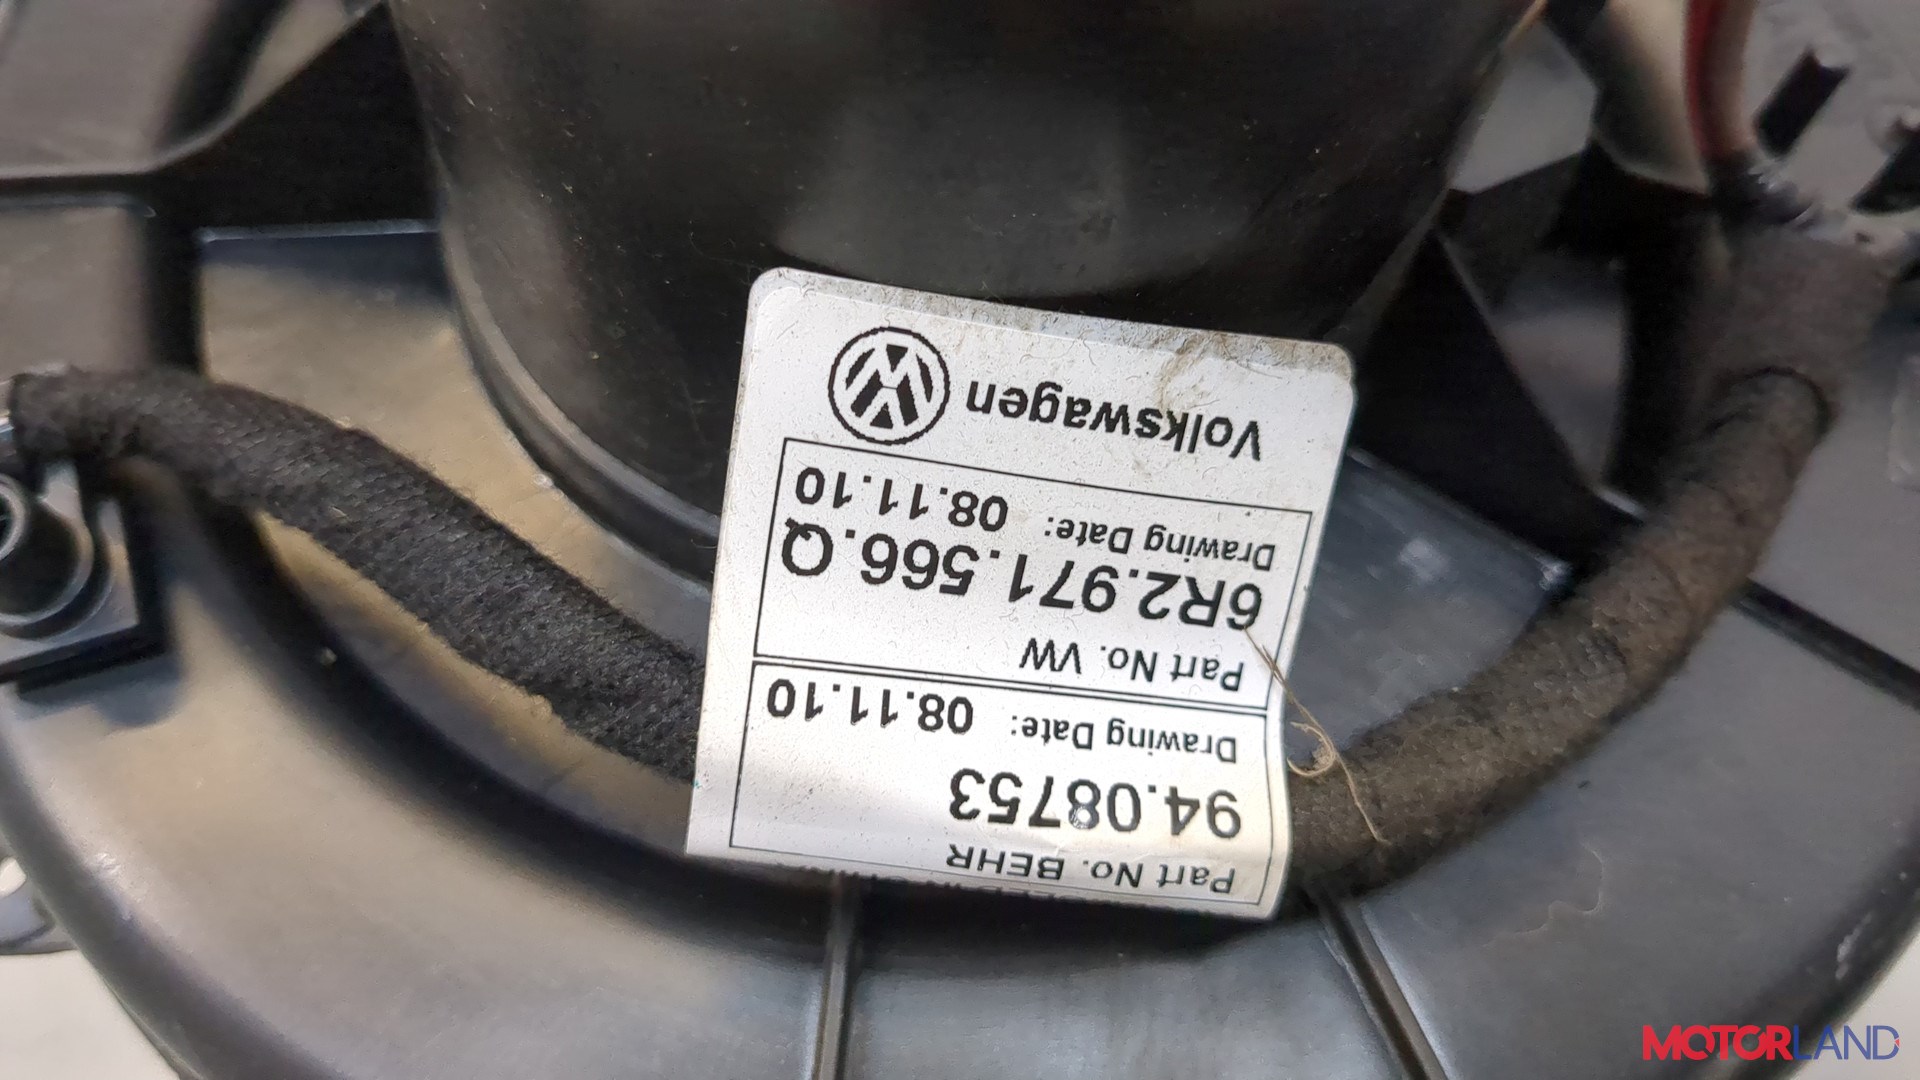 Part No. BEHR
94.08753
Drawing Date: 08.11.10
Part No. VW
6R2.971.566.Q
Drawing Date: 08.11.10
Volkswagen
MOTORLAND